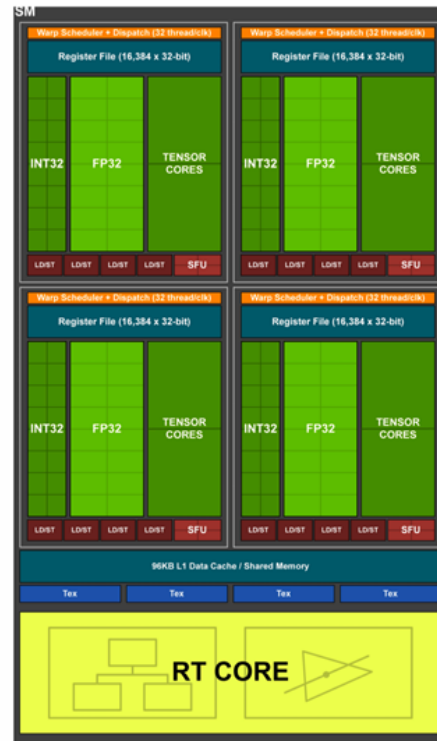 SM
Warp Scheduler + Dispatch (32 thread/clk)
Register File (16,384 x 32-bit)
INT32 FP32 TENSOR CORES
LD/ST LD/ST LD/ST LD/ST SFU
Warp Scheduler + Dispatch (32 thread/clk)
Register File (16,384 x 32-bit)
INT32 FP32 TENSOR CORES
LD/ST LD/ST LD/ST LD/ST SFU
Warp Scheduler + Dispatch (32 thread/clk)
Register File (16,384 x 32-bit)
INT32 FP32 TENSOR CORES
LD/ST LD/ST LD/ST LD/ST SFU
Warp Scheduler + Dispatch (32 thread/clk)
Register File (16,384 x 32-bit)
INT32 FP32 TENSOR CORES
LD/ST LD/ST LD/ST LD/ST SFU
96KB L1 Data Cache / Shared Memory
Tex Tex Tex Tex
RT CORE